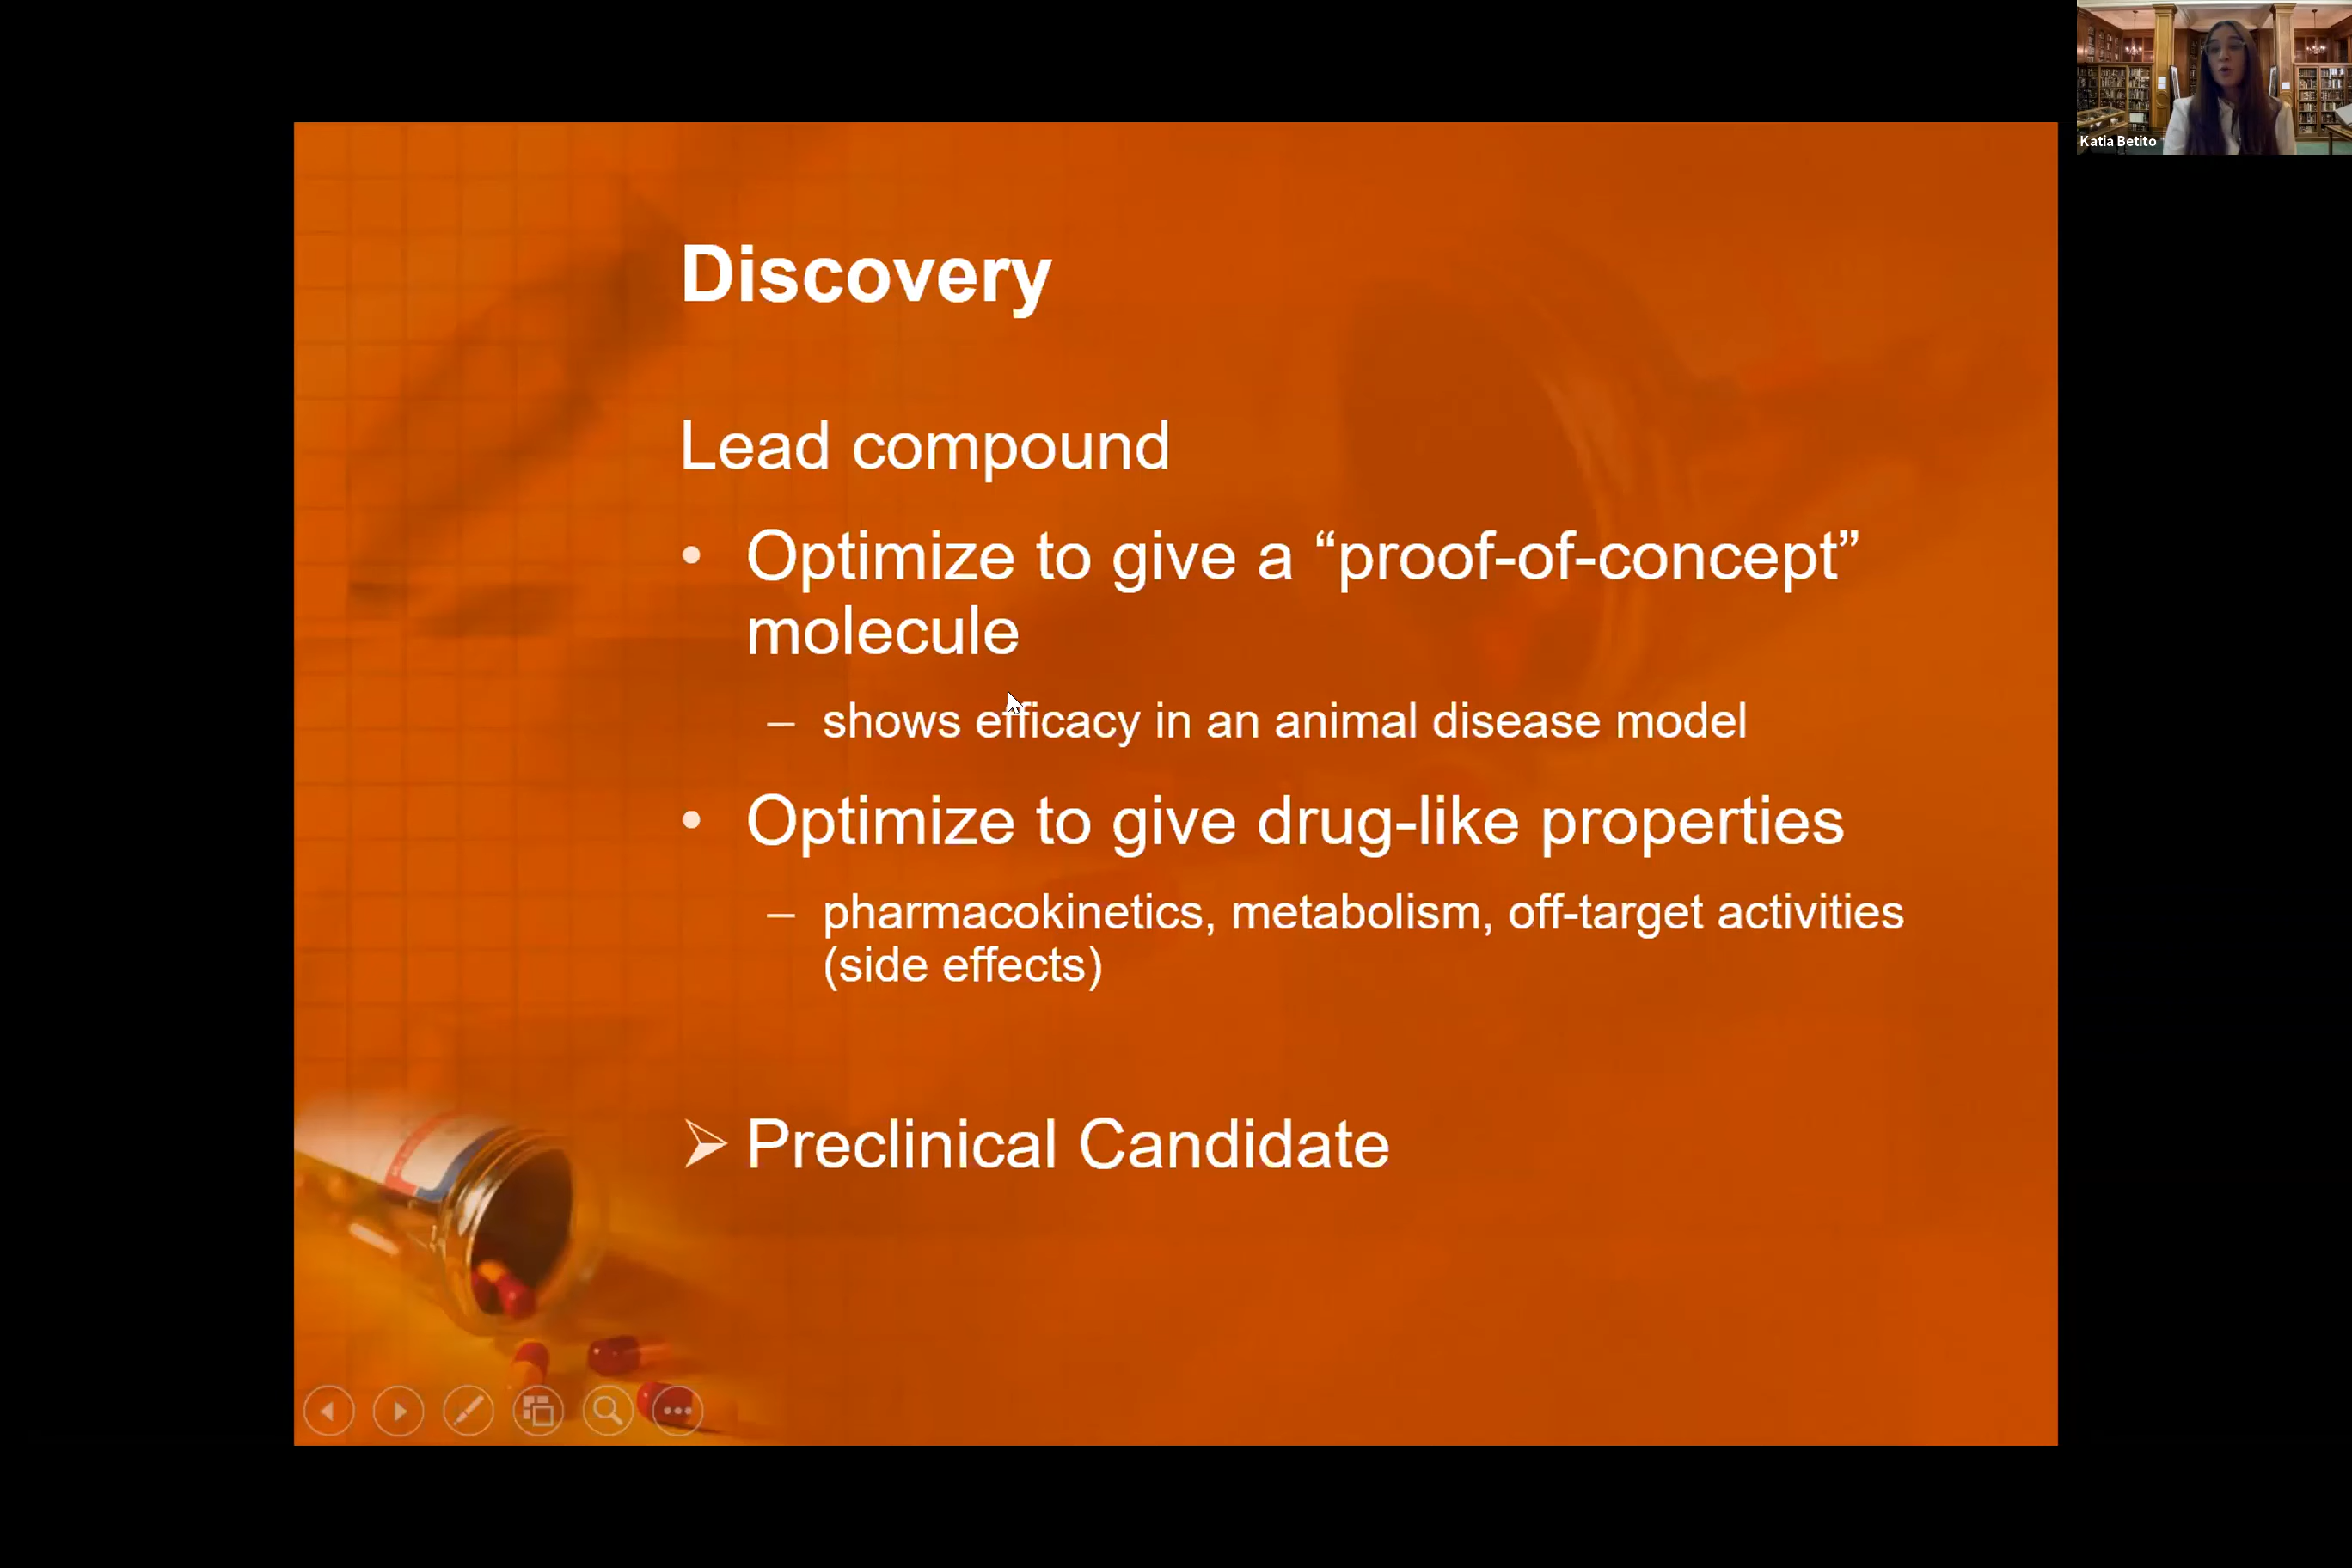 Katia Betito
Discovery
Lead compound
• Optimize to give a “proof-of-concept”
molecule
– shows efficacy in an animal disease model
• Optimize to give drug-like properties
– pharmacokinetics, metabolism, off-target activities
(side effects)
➢ Preclinical Candidate